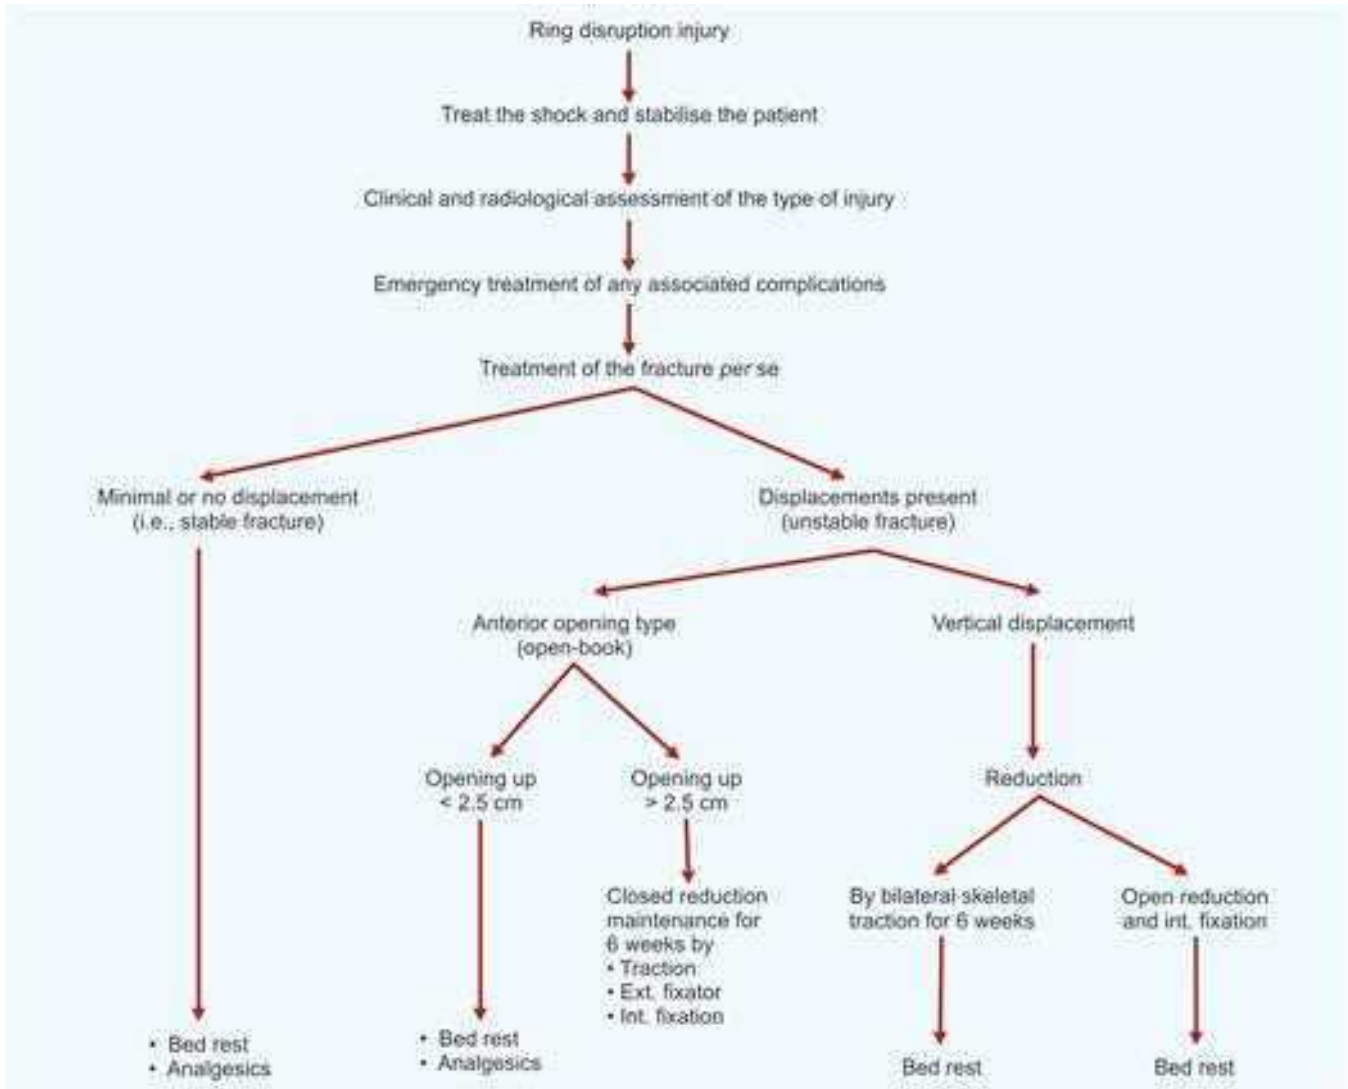 Ring disruption injury
Treat the shock and stabilise the patient
Clinical and radiological assessment of the type of injury
Emergency treatment of any associated complications
Treatment of the fracture per se
Minimal or no displacement
(i.e., stable fracture)
Displacements present
(unstable fracture)
Anterior opening type
(open-book)
Vertical displacement
Opening up
< 2.5 cm
Opening up
> 2.5 cm
Reduction
Closed reduction
maintenance for
6 weeks by
• Traction
• Ext. fixator
• Int. fixation
By bilateral skeletal
traction for 6 weeks
Open reduction
and int. fixation
• Bed rest
• Analgesics
• Bed rest
• Analgesics
Bed rest
Bed rest